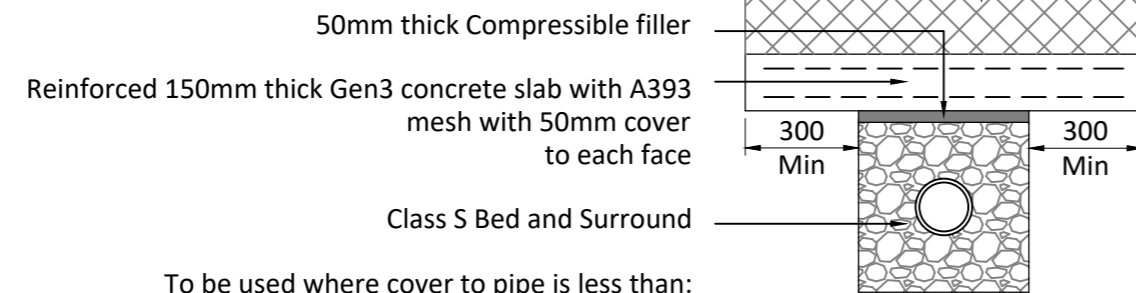 50mm thick Compressible filler
Reinforced 150mm thick Gen3 concrete slab with A393
mesh with 50mm cover
to each face
300
Min
300
Min
Class S Bed and Surround
To be used where cover to pipe is less than: